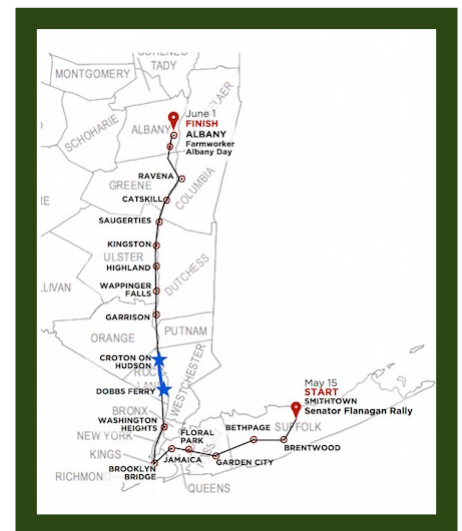 TADY
MONTGOMERY
June 1
FINISH
ALBANY
ALBANY
Farmworker
Albany Day
SCHOHARIE
RAVENA
GREENE
COLUMBIA
CATSKILL
SAUGERTIES
KINGSTON
ULSTER
HIGHLAND
DUTCHESS
LIVAN
WAPPINGER
FALLS
GARRISON
PUTNAM
ORANGE
CROTON ON
HUDSON
DOBBS FERRY
WESTCHESTER
May 15
START
SMITHTOWN
Senator Flanagan Rally
BRONX
WASHINGTON
HEIGHTS
FLORAL
PARK
BETHPAGE
SUFFOLK
NEW YORK
BRENTWOOD
KINGS
JAMAICA
GARDEN CITY
BROOKLYN
BRIDGE
RICHMOND
QUEENS